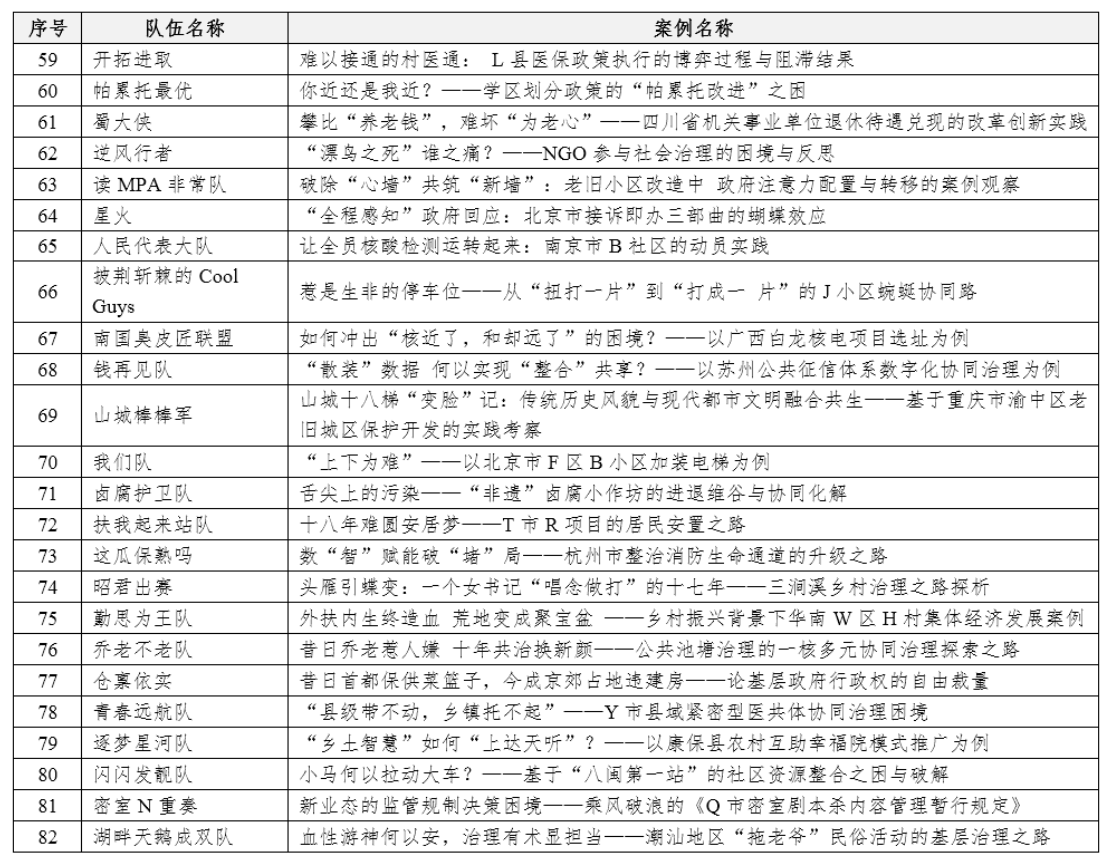 序号 队伍名称 案例名称
59 开拓进取 难以接通的村医通： L 县医保政策执行的博弈过程与阻滞结果
60 帕累托最优 你近还是我近？——学区划分政策的“帕累托改进”之困
61 蜀大侠 攀比“养老钱”，难坏“为老心”——四川省机关事业单位退休待遇兑现的改革创新实践
62 逆风行者 “漂鸟之死”谁之痛？——NGO 参与社会治理的困境与反思
63 读 MPA 非常队 破除“心墙”共筑“新墙”：老旧小区改造中 政府注意力配置与转移的案例观察
64 星火 “全程感知”政府回应：北京市接诉即办三部曲的蝴蝶效应
65 人民代表大队 让全员核酸检测运转起来：南京市 B 社区的动员实践
66 披荆斩棘的 Cool
Guys 惹是生非的停车位——从“扭打一片”到“打成一 片”的 J 小区蜿蜒协同路
67 南国臭皮匠联盟 如何冲出“核近了，和却远了”的困境？——以广西白龙核电项目选址为例
68 钱再见队 “散装”数据 何以实现“整合”共享？——以苏州公共征信体系数字化协同治理为例
69 山城棒棒军 山城十八梯“变脸”记：传统历史风貌与现代都市文明融合共生——基于重庆市渝中区老
旧城区保护开发的实践考察
70 我们队 “上下为难”——以北京市 F 区 B 小区加装电梯为例
71 卤腐护卫队 舌尖上的污染——“非遗”卤腐小作坊的进退维谷与协同化解
72 扶我起来站队 十八年难圆安居梦——T 市 R 项目的居民安置之路
73 这瓜保熟吗 数“智”赋能破“堵”局——杭州市整治消防生命通道的升级之路
74 昭君出赛 头雁引蝶变：一个女书记“唱念做打”的十七年——三涧溪乡村治理之路探析
75 勤思为王队 外扶内生终造血 荒地变成聚宝盆 ——乡村振兴背景下华南 W 区 H 村集体经济发展案例
76 乔老不老队 昔日乔老惹人嫌 十年共治换新颜——公共池塘治理的一核多元协同治理探索之路
77 仓禀依实 昔日首都保供菜篮子，今成京郊占地违建房——论基层政府行政权的自由裁量
78 青春远航队 “县级带不动，乡镇托不起”——Y 市县域紧密型医共体协同治理困境
79 逐梦星河队 “乡土智慧”如何“上达天听”？——以康保县农村互助幸福院模式推广为例
80 闪闪发靓队 小马何以拉动大车？——基于“八闽第一站”的社区资源整合之困与破解
81 密室 N 重奏 新业态的监管规制决策困境——乘风破浪的《Q 市密室剧本杀内容管理暂行规定》
82 湖畔天鹅成双队 血性游神何以安，治理有术显担当——潮汕地区“拖老爷”民俗活动的基层治理之路